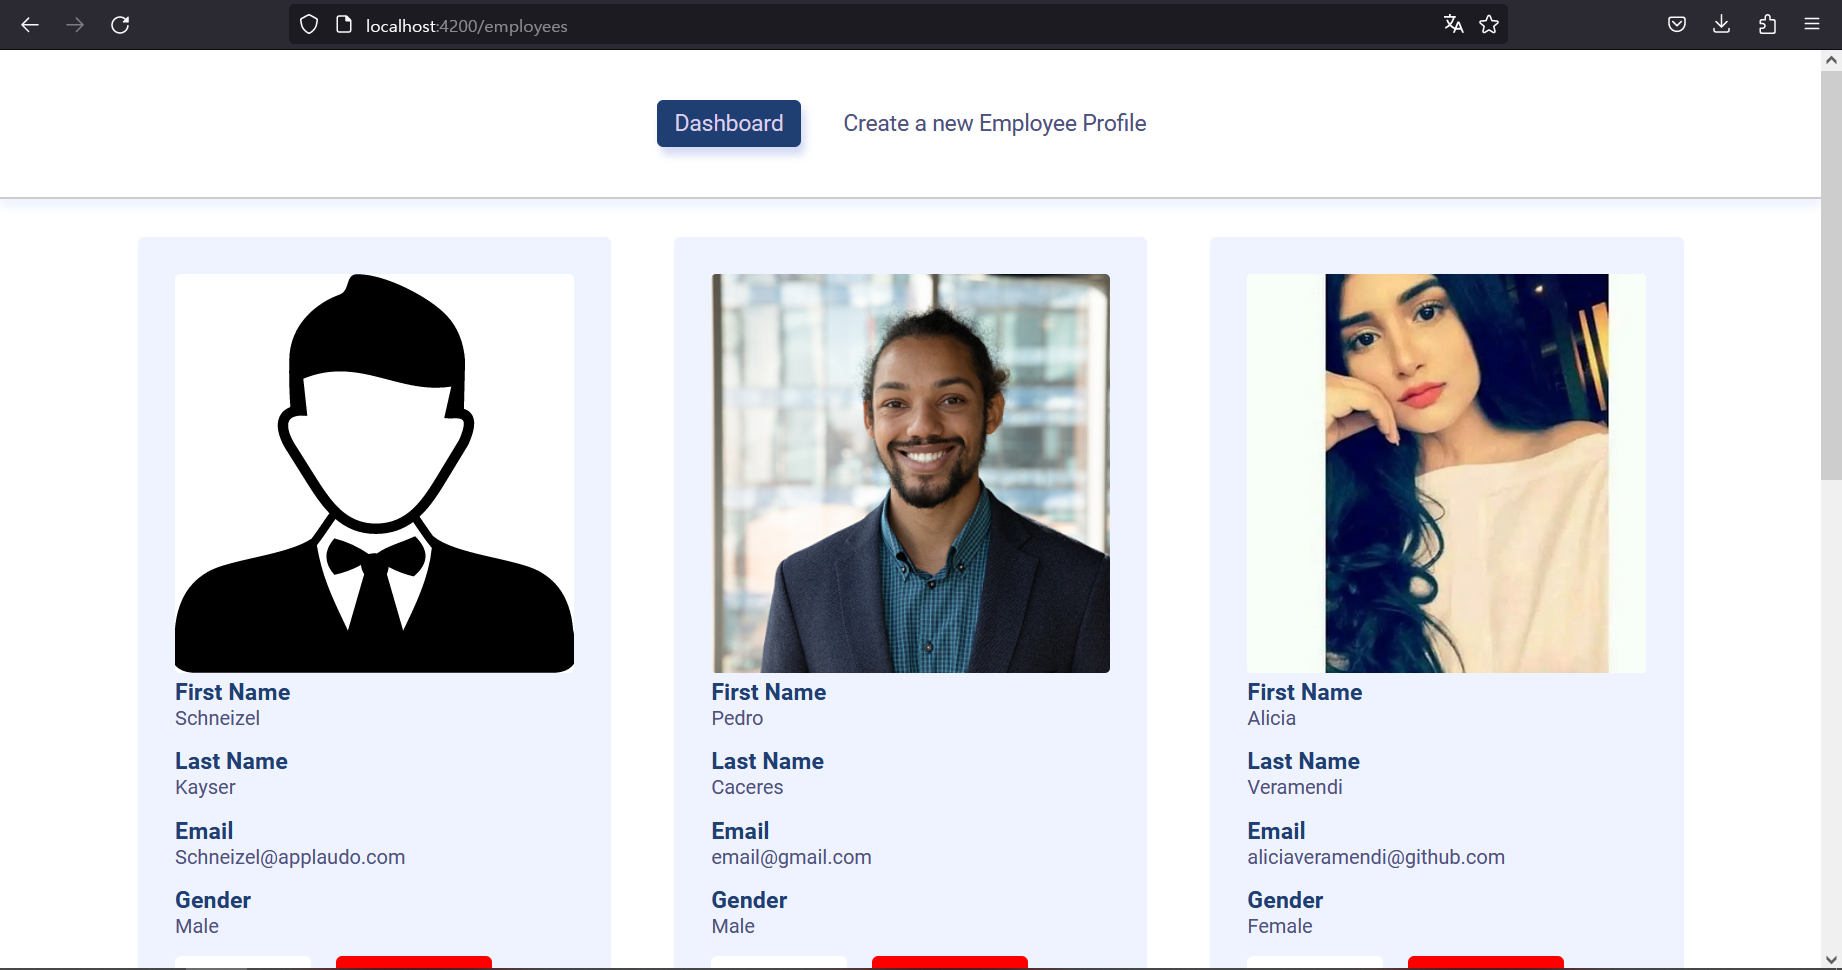 localhost:4200/employees
Dashboard
Create a new Employee Profile
First Name
Schneizel
Last Name
Kayser
Email
Schneizel@applaudo.com
Gender
Male
First Name
Pedro
Last Name
Caceres
Email
email@gmail.com
Gender
Male
First Name
Alicia
Last Name
Veramendi
Email
aliciaveramendi@github.com
Gender
Female